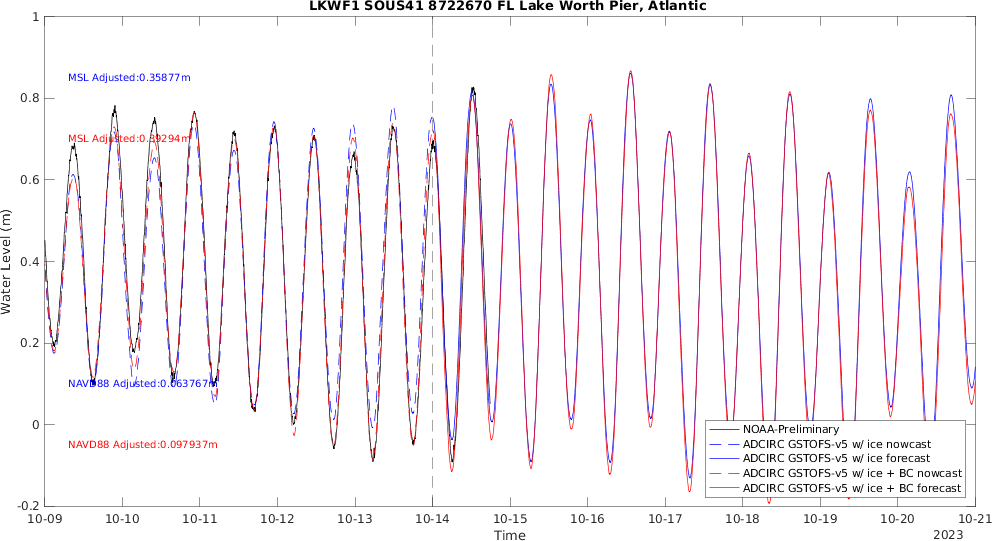 LKWF1 SOUS41 8722670 FL Lake Worth Pier, Atlantic
1
0.8
0.6
0.4
0.2
0
-0.2
Water Level (m)
MSL Adjusted:0.35877m
MSL Adjusted:0.39294m
NAVD88 Adjusted:0.063767m
NAVD88 Adjusted:0.097937m
NOAA-Preliminary
ADCIRC GSTOFS-v5 w/ ice nowcast
ADCIRC GSTOFS-v5 w/ ice forecast
ADCIRC GSTOFS-v5 w/ ice + BC nowcast
ADCIRC GSTOFS-v5 w/ ice + BC forecast
10-09 10-10 10-11 10-12 10-13 10-14 10-15 10-16 10-17 10-18 10-19 10-20 10-21
Time
2023